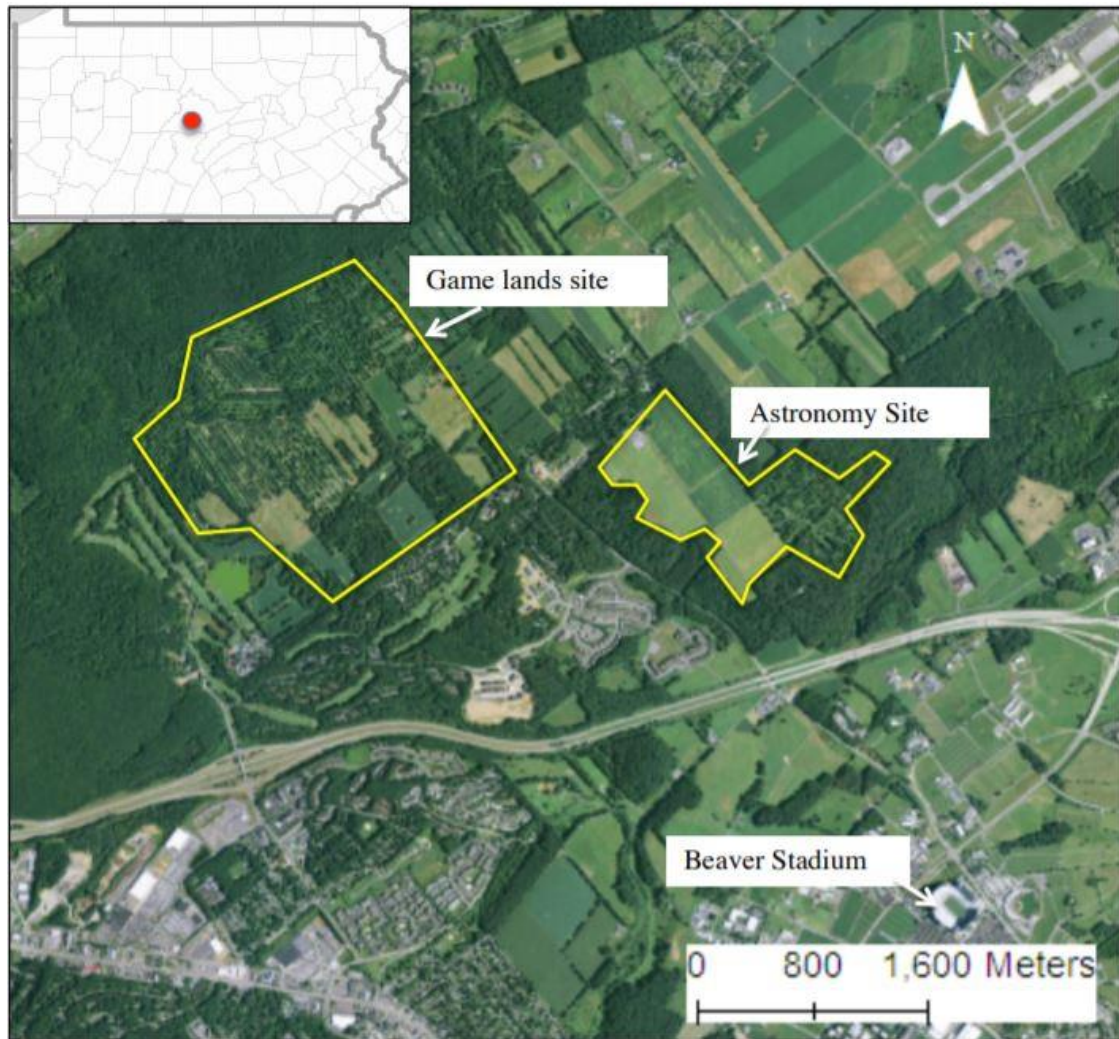 N
Game lands site
Astronomy Site
Beaver Stadium
0 800 1,600 Meters